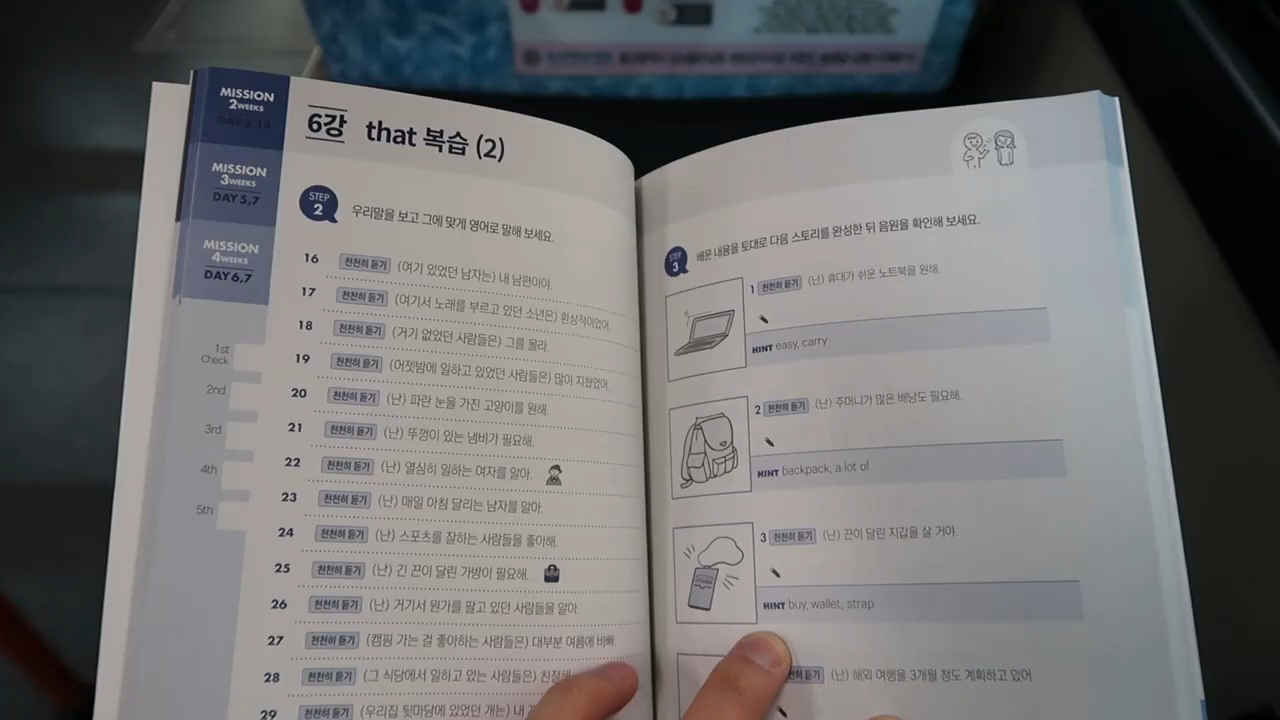 MISSION
2WEEKS
DAY 3,14
MISSION
3WEEKS
DAY 5,7
MISSION
4WEEKS
DAY 6,7
1st
Check
2nd
3rd
4th
5th
6강 that 복습 (2)
STEP
2
우리말을 보고 그에 맞게 영어로 말해 보세요.
16 천천히 듣기 (여기 있었던 남자는) 내 남편이야.
17 천천히 듣기 (여기서 노래를 부르고 있던 소년은) 환상적이었어.
18 천천히 듣기 (거기 없었던 사람들은) 그를 몰라.
19 천천히 듣기 (어젯밤에 일하고 있었던 사람들은) 많이 지쳤었어.
20 천천히 듣기 (난) 파란 눈을 가진 고양이를 원해.
21 천천히 듣기 (난) 뚜껑이 있는 냄비가 필요해.
22 천천히 듣기 (난) 열심히 일하는 여자를 알아.
23 천천히 듣기 (난) 매일 아침 달리는 남자를 알아.
24 천천히 듣기 (난) 스포츠를 잘하는 사람들을 좋아해.
25 천천히 듣기 (난) 긴 끈이 달린 가방이 필요해.
26 천천히 듣기 (난) 거기서 뭔가를 팔고 있던 사람들을 알아.
27 천천히 듣기 (캠핑 가는 걸 좋아하는 사람들은) 대부분 여름에 바빠.
28 천천히 듣기 (그 식당에서 일하고 있는 사람들은) 친절해
29 천천히 듣기 (우리집 뒷마당에 있었던 개는) 내
STEP
3
배운 내용을 토대로 다음 스토리를 완성한 뒤 음원을 확인해 보세요.
1 천천히 듣기 (난) 휴대가 쉬운 노트북을 원해.
HINT easy, carry
2 천천히 듣기 (난) 주머니가 많은 배낭도 필요해.
HINT backpack, a lot of
3 천천히 듣기 (난) 끈이 달린 지갑을 살 거야.
HINT buy, wallet, strap
듣기 (난) 해외 여행을 3개월 정도 계획하고 있어.